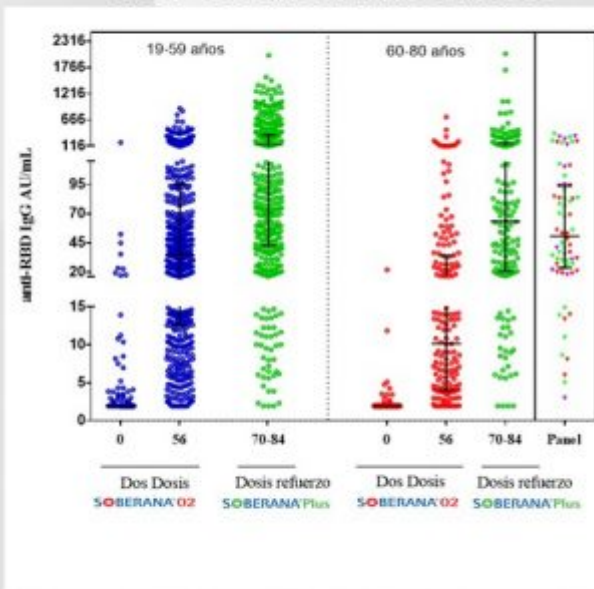 19-59 años
60-80 años
anti-RBD IgG AU/mL
2316
1766
1216
666
116
95
70
45
20
15
10
5
0
0 56 70-84 0 56 70-84 Panel
Dos Dosis Dosis refuerzo Dos Dosis Dosis refuerzo
SOBERANA'02 SOBERANA'Plus SOBERANA'02 SOBERANA'Plus